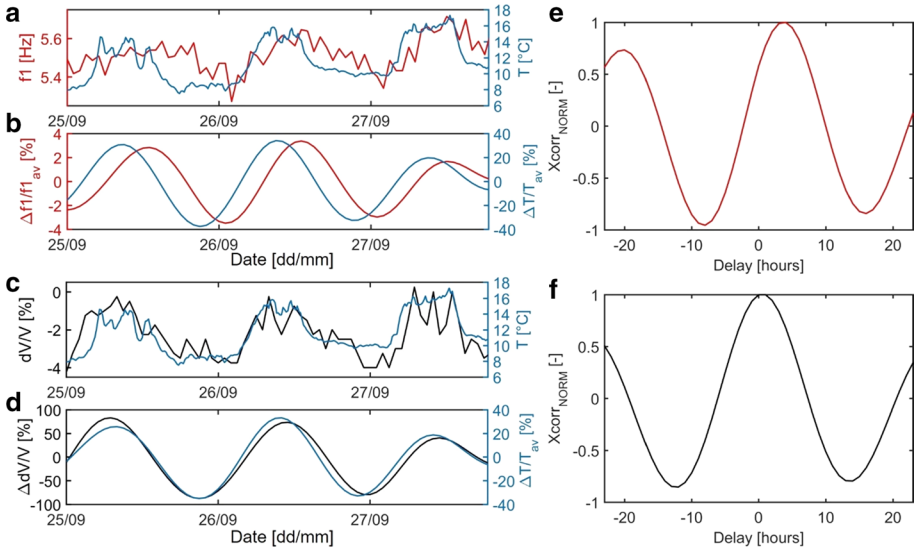 a
f1 [Hz]
5.6
5.4
18
16
14
12
10
8
6
T [°C]
25/09 26/09 27/09
b
Δf1/f1av [%]
4
2
0
-2
-4
40
20
0
-20
-40
ΔT/Tav [%]
25/09 26/09 27/09
Date [dd/mm]
c
dV/V [%]
0
-2
-4
18
16
14
12
10
8
6
T [°C]
25/09 26/09 27/09
d
ΔdV/V [%]
100
50
0
-50
-100
40
20
0
-20
-40
ΔT/Tav [%]
25/09 26/09 27/09
Date [dd/mm]
e
XcorrNORM [-]
1
0.5
0
-0.5
-1
-20 -10 0 10 20
Delay [hours]
f
XcorrNORM [-]
1
0.5
0
-0.5
-1
-20 -10 0 10 20
Delay [hours]